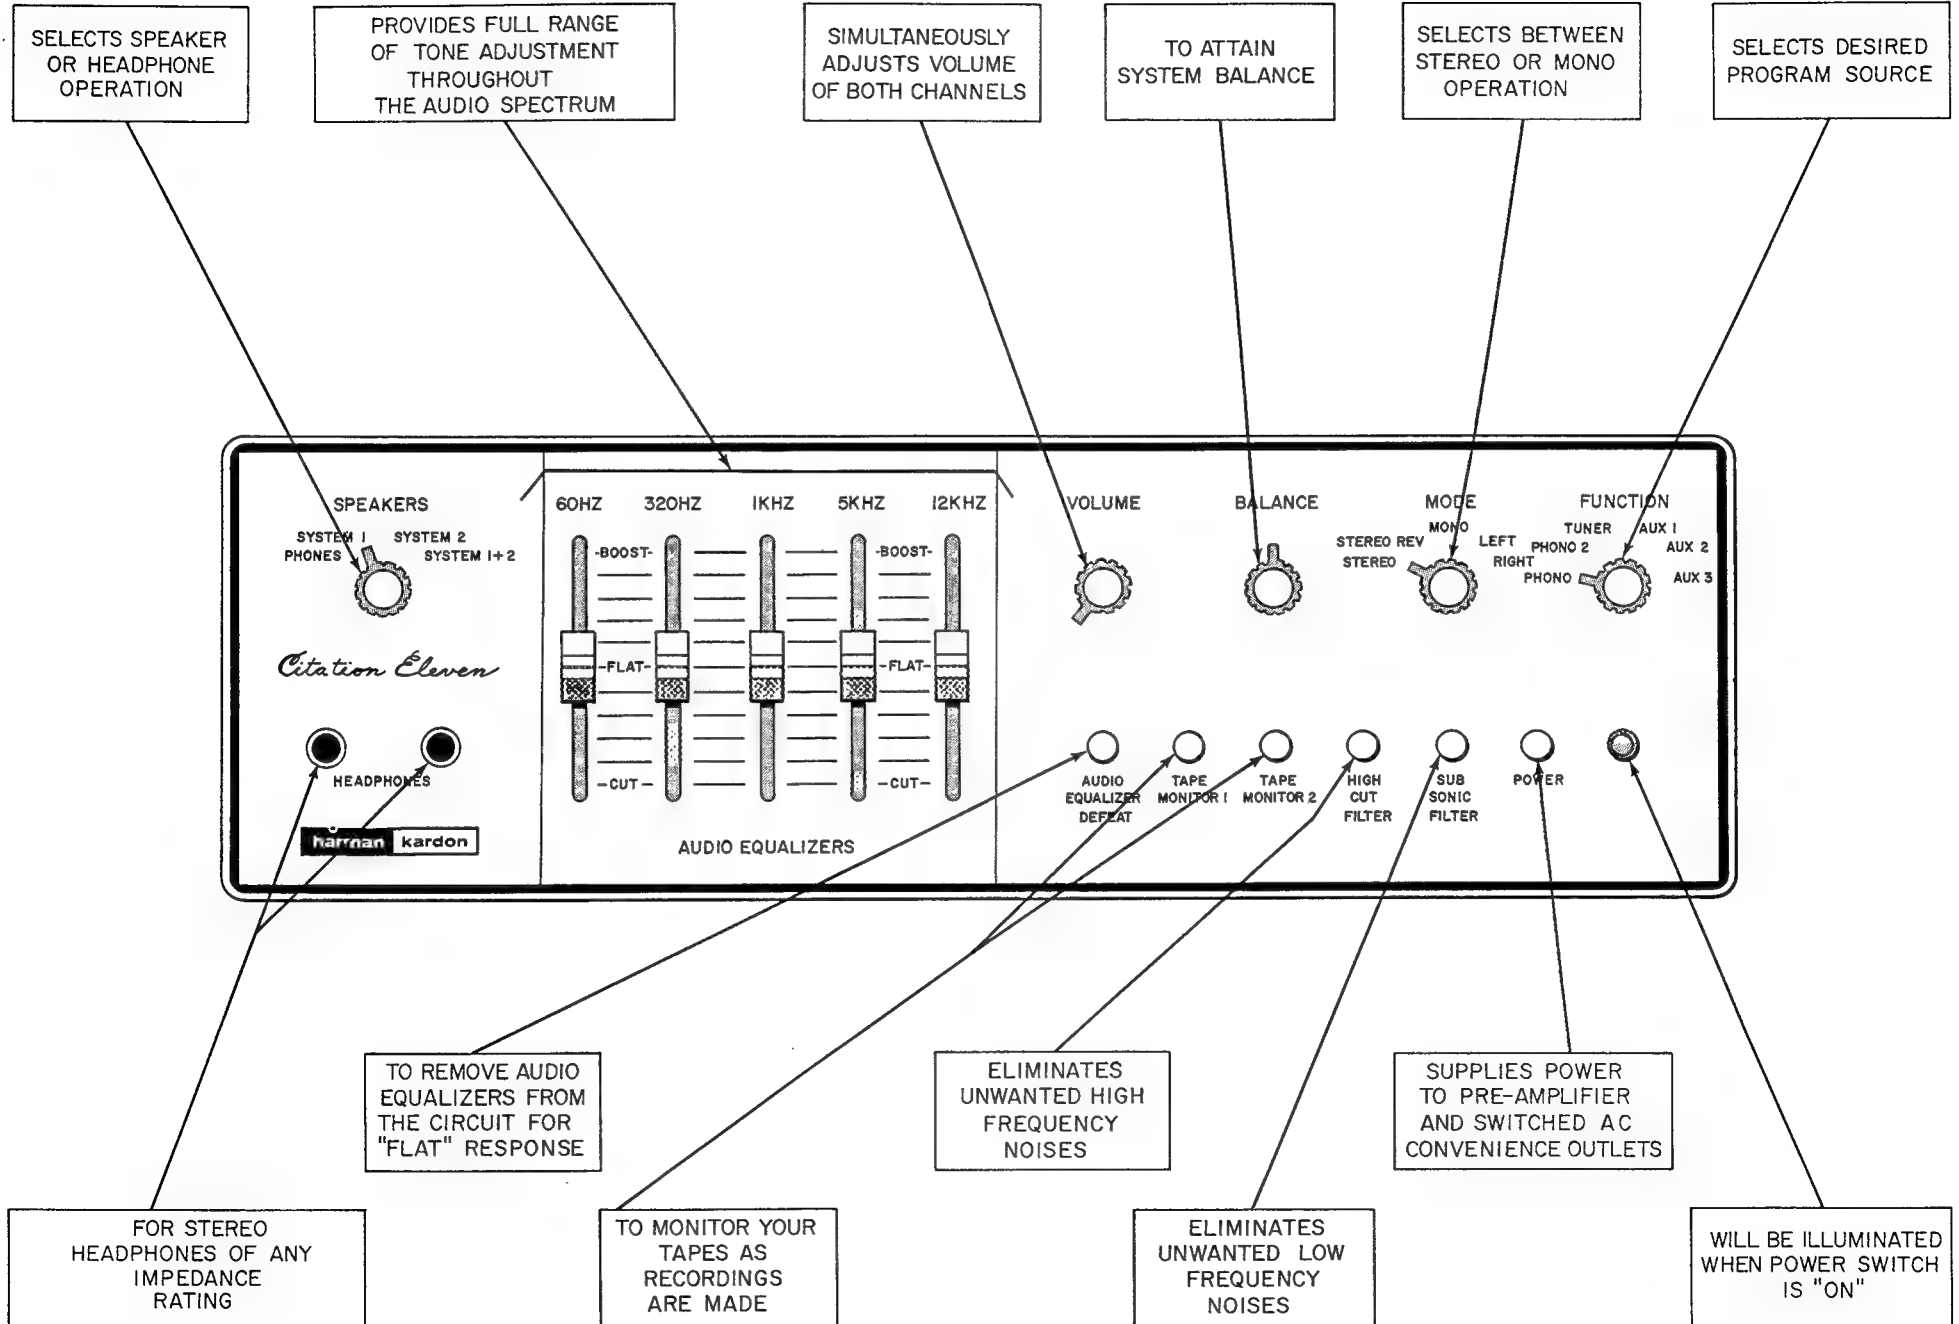 SELECTS SPEAKER
OR HEADPHONE
OPERATION
PROVIDES FULL RANGE
OF TONE ADJUSTMENT
THROUGHOUT
THE AUDIO SPECTRUM
SIMULTANEOUSLY
ADJUSTS VOLUME
OF BOTH CHANNELS
TO ATTAIN
SYSTEM BALANCE
SELECTS BETWEEN
STEREO OR MONO
OPERATION
SELECTS DESIRED
PROGRAM SOURCE
SPEAKERS
SYSTEM 1
SYSTEM 2
PHONES
SYSTEM 1+2
Citation Eleven
HEADPHONES
harman kardon
60HZ
320HZ
1KHZ
5KHZ
12KHZ
-BOOST-
-BOOST-
-FLAT-
-FLAT-
-CUT-
-CUT-
AUDIO EQUALIZERS
VOLUME
BALANCE
MODE
MONO
STEREO REV
LEFT
STEREO
RIGHT
FUNCTION
TUNER
AUX 1
PHONO 2
AUX 2
PHONO
AUX 3
AUDIO
EQUALIZER
DEFEAT
TAPE
MONITOR 1
TAPE
MONITOR 2
HIGH
CUT
FILTER
SUB
SONIC
FILTER
POWER
TO REMOVE AUDIO
EQUALIZERS FROM
THE CIRCUIT FOR
"FLAT" RESPONSE
ELIMINATES
UNWANTED HIGH
FREQUENCY
NOISES
SUPPLIES POWER
TO PRE-AMPLIFIER
AND SWITCHED AC
CONVENIENCE OUTLETS
FOR STEREO
HEADPHONES OF ANY
IMPEDANCE
RATING
TO MONITOR YOUR
TAPES AS
RECORDINGS
ARE MADE
ELIMINATES
UNWANTED LOW
FREQUENCY
NOISES
WILL BE ILLUMINATED
WHEN POWER SWITCH
IS "ON"